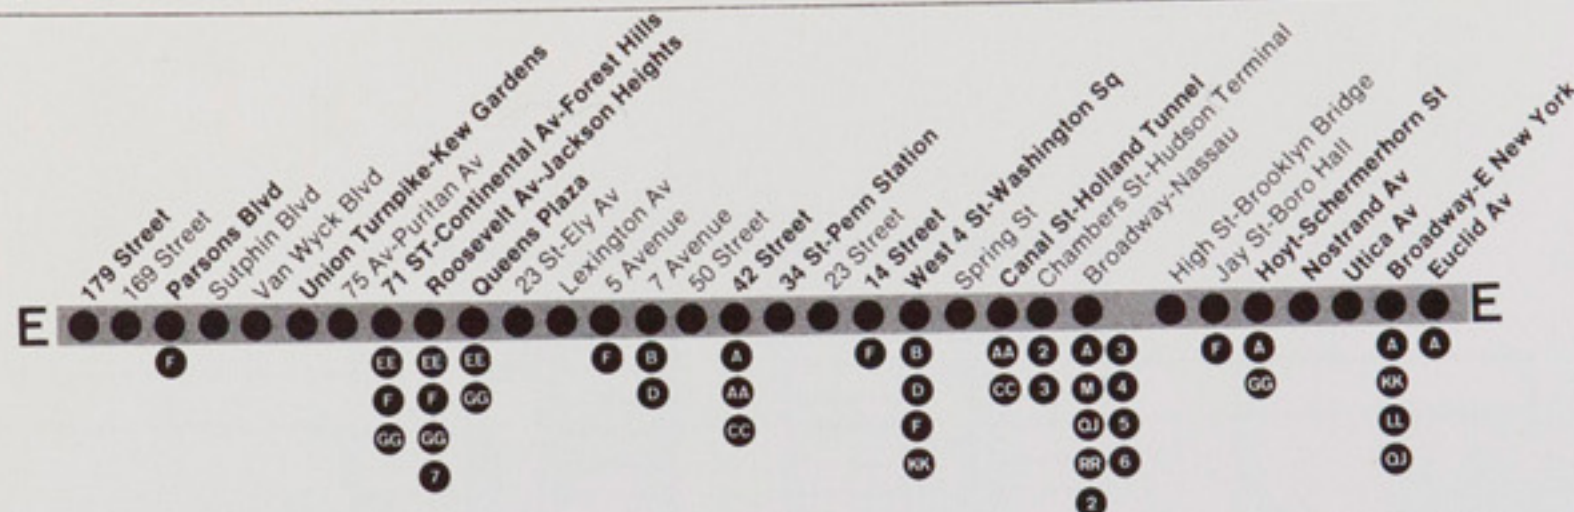 179 Street
169 Street
Parsons Blvd
Sutphin Blvd
Van Wyck Blvd
Union Turnpike-Kew Gardens
75 Av-Puritan Av
71 ST-Continental Av-Forest Hills
Roosevelt Av-Jackson Heights
Queens Plaza
23 St-Ely Av
Lexington Av
5 Avenue
7 Avenue
50 Street
42 Street
34 St-Penn Station
23 Street
14 Street
West 4 St-Washington Sq
Spring St
Canal St-Holland Tunnel
Chambers St-Hudson Terminal
Broadway-Nassau
High St-Brooklyn Bridge
Jay St-Boro Hall
Hoyt-Schermerhorn St
Nostrand Av
Utica Av
Broadway-E New York
Euclid Av
E E
F EE EE EE F B A F B AA 2 A 3 F A A A
F F GG D AA D CC 3 M 4 GG KK
GG GG CC F QJ 5 LL
7 KK RR 6 QJ
2